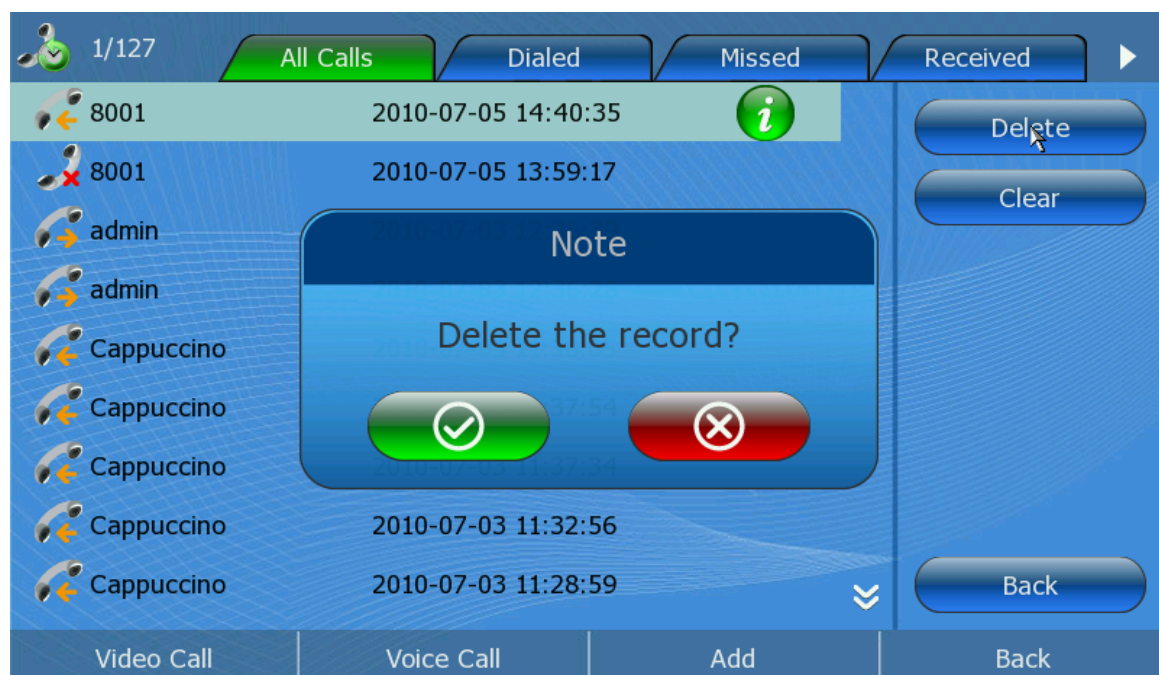 1/127 All Calls Dialed Missed Received
8001 2010-07-05 14:40:35 i Delete
8001 2010-07-05 13:59:17
Clear
admin
Note
admin
Delete the record?
Cappuccino
Cappuccino
Cappuccino
Cappuccino 2010-07-03 11:32:56
Cappuccino 2010-07-03 11:28:59 Back
Video Call Voice Call Add Back